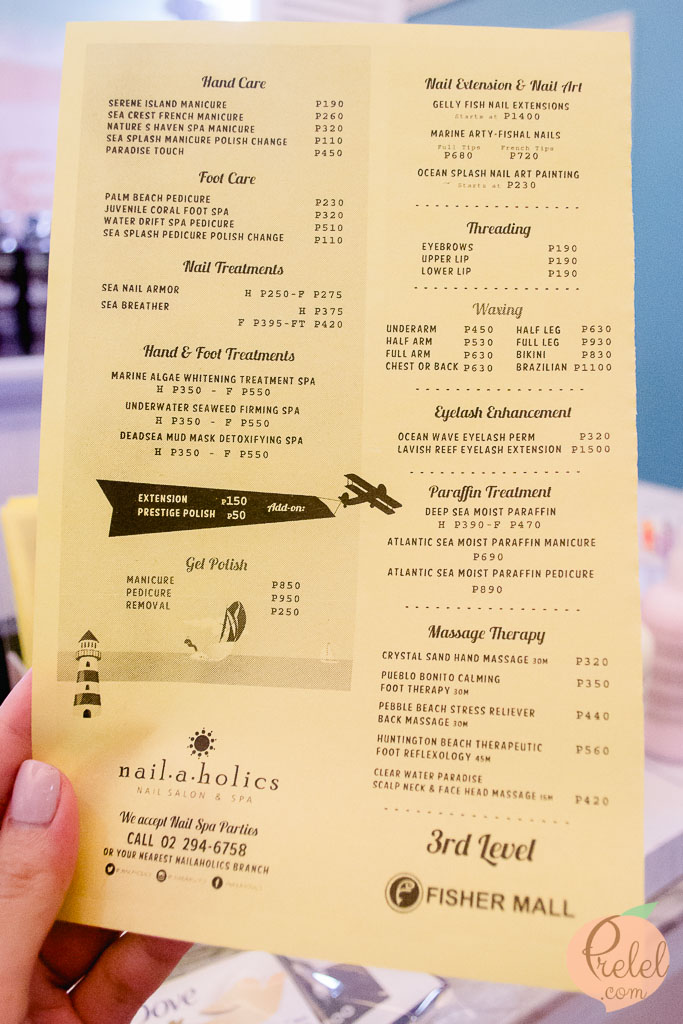 Hand Care
SERENE ISLAND MANICURE P190
SEA CREST FRENCH MANICURE P260
NATURE S HAVEN SPA MANICURE P320
SEA SPLASH MANICURE POLISH CHANGE P110
PARADISE TOUCH P450
Foot Care
PALM BEACH PEDICURE P230
JUVENILE CORAL FOOT SPA P320
WATER DRIFT SPA PEDICURE P510
SEA SPLASH PEDICURE POLISH CHANGE P110
Nail Treatments
SEA NAIL ARMOR H P250-F P275
SEA BREATHER H P375
F P395-FT P420
Hand & Foot Treatments
MARINE ALGAE WHITENING TREATMENT SPA
H P350 - F P550
UNDERWATER SEAWEED FIRMING SPA
H P350 - F P550
DEADSEA MUD MASK DETOXIFYING SPA
H P350 - F P550
EXTENSION P150
PRESTIGE POLISH P50 Add-on:
Gel Polish
MANICURE P850
PEDICURE P950
REMOVAL P250
nail.a.holics
NAIL SALON & SPA
We accept Nail Spa Parties
CALL 02 294-6758
OR YOUR NEAREST NAILAHOLICS BRANCH
Nail Extension & Nail Art
GELLY FISH NAIL EXTENSIONS
Starts at P1400
MARINE ARTY-FISHAL NAILS
Full Tips French Tips
P680 P720
OCEAN SPLASH NAIL ART PAINTING
Starts at P230
Threading
EYEBROWS P190
UPPER LIP P190
LOWER LIP P190
Waxing
UNDERARM P450 HALF LEG P630
HALF ARM P530 FULL LEG P930
FULL ARM P630 BIKINI P830
CHEST OR BACK P630 BRAZILIAN P1100
Eyelash Enhancement
OCEAN WAVE EYELASH PERM P320
LAVISH REEF EYELASH EXTENSION P1500
Paraffin Treatment
DEEP SEA MOIST PARAFFIN
H P390-F P470
ATLANTIC SEA MOIST PARAFFIN MANICURE
P690
ATLANTIC SEA MOIST PARAFFIN PEDICURE
P890
Massage Therapy
CRYSTAL SAND HAND MASSAGE 30M P320
PUEBLO BONITO CALMING
FOOT THERAPY 30M P350
PEBBLE BEACH STRESS RELIEVER
BACK MASSAGE 30M P440
HUNTINGTON BEACH THERAPEUTIC
FOOT REFLEXOLOGY 45M P560
CLEAR WATER PARADISE
SCALP NECK & FACE HEAD MASSAGE 15M P420
3rd Level
FISHER MALL
Dove
Prelel
.com